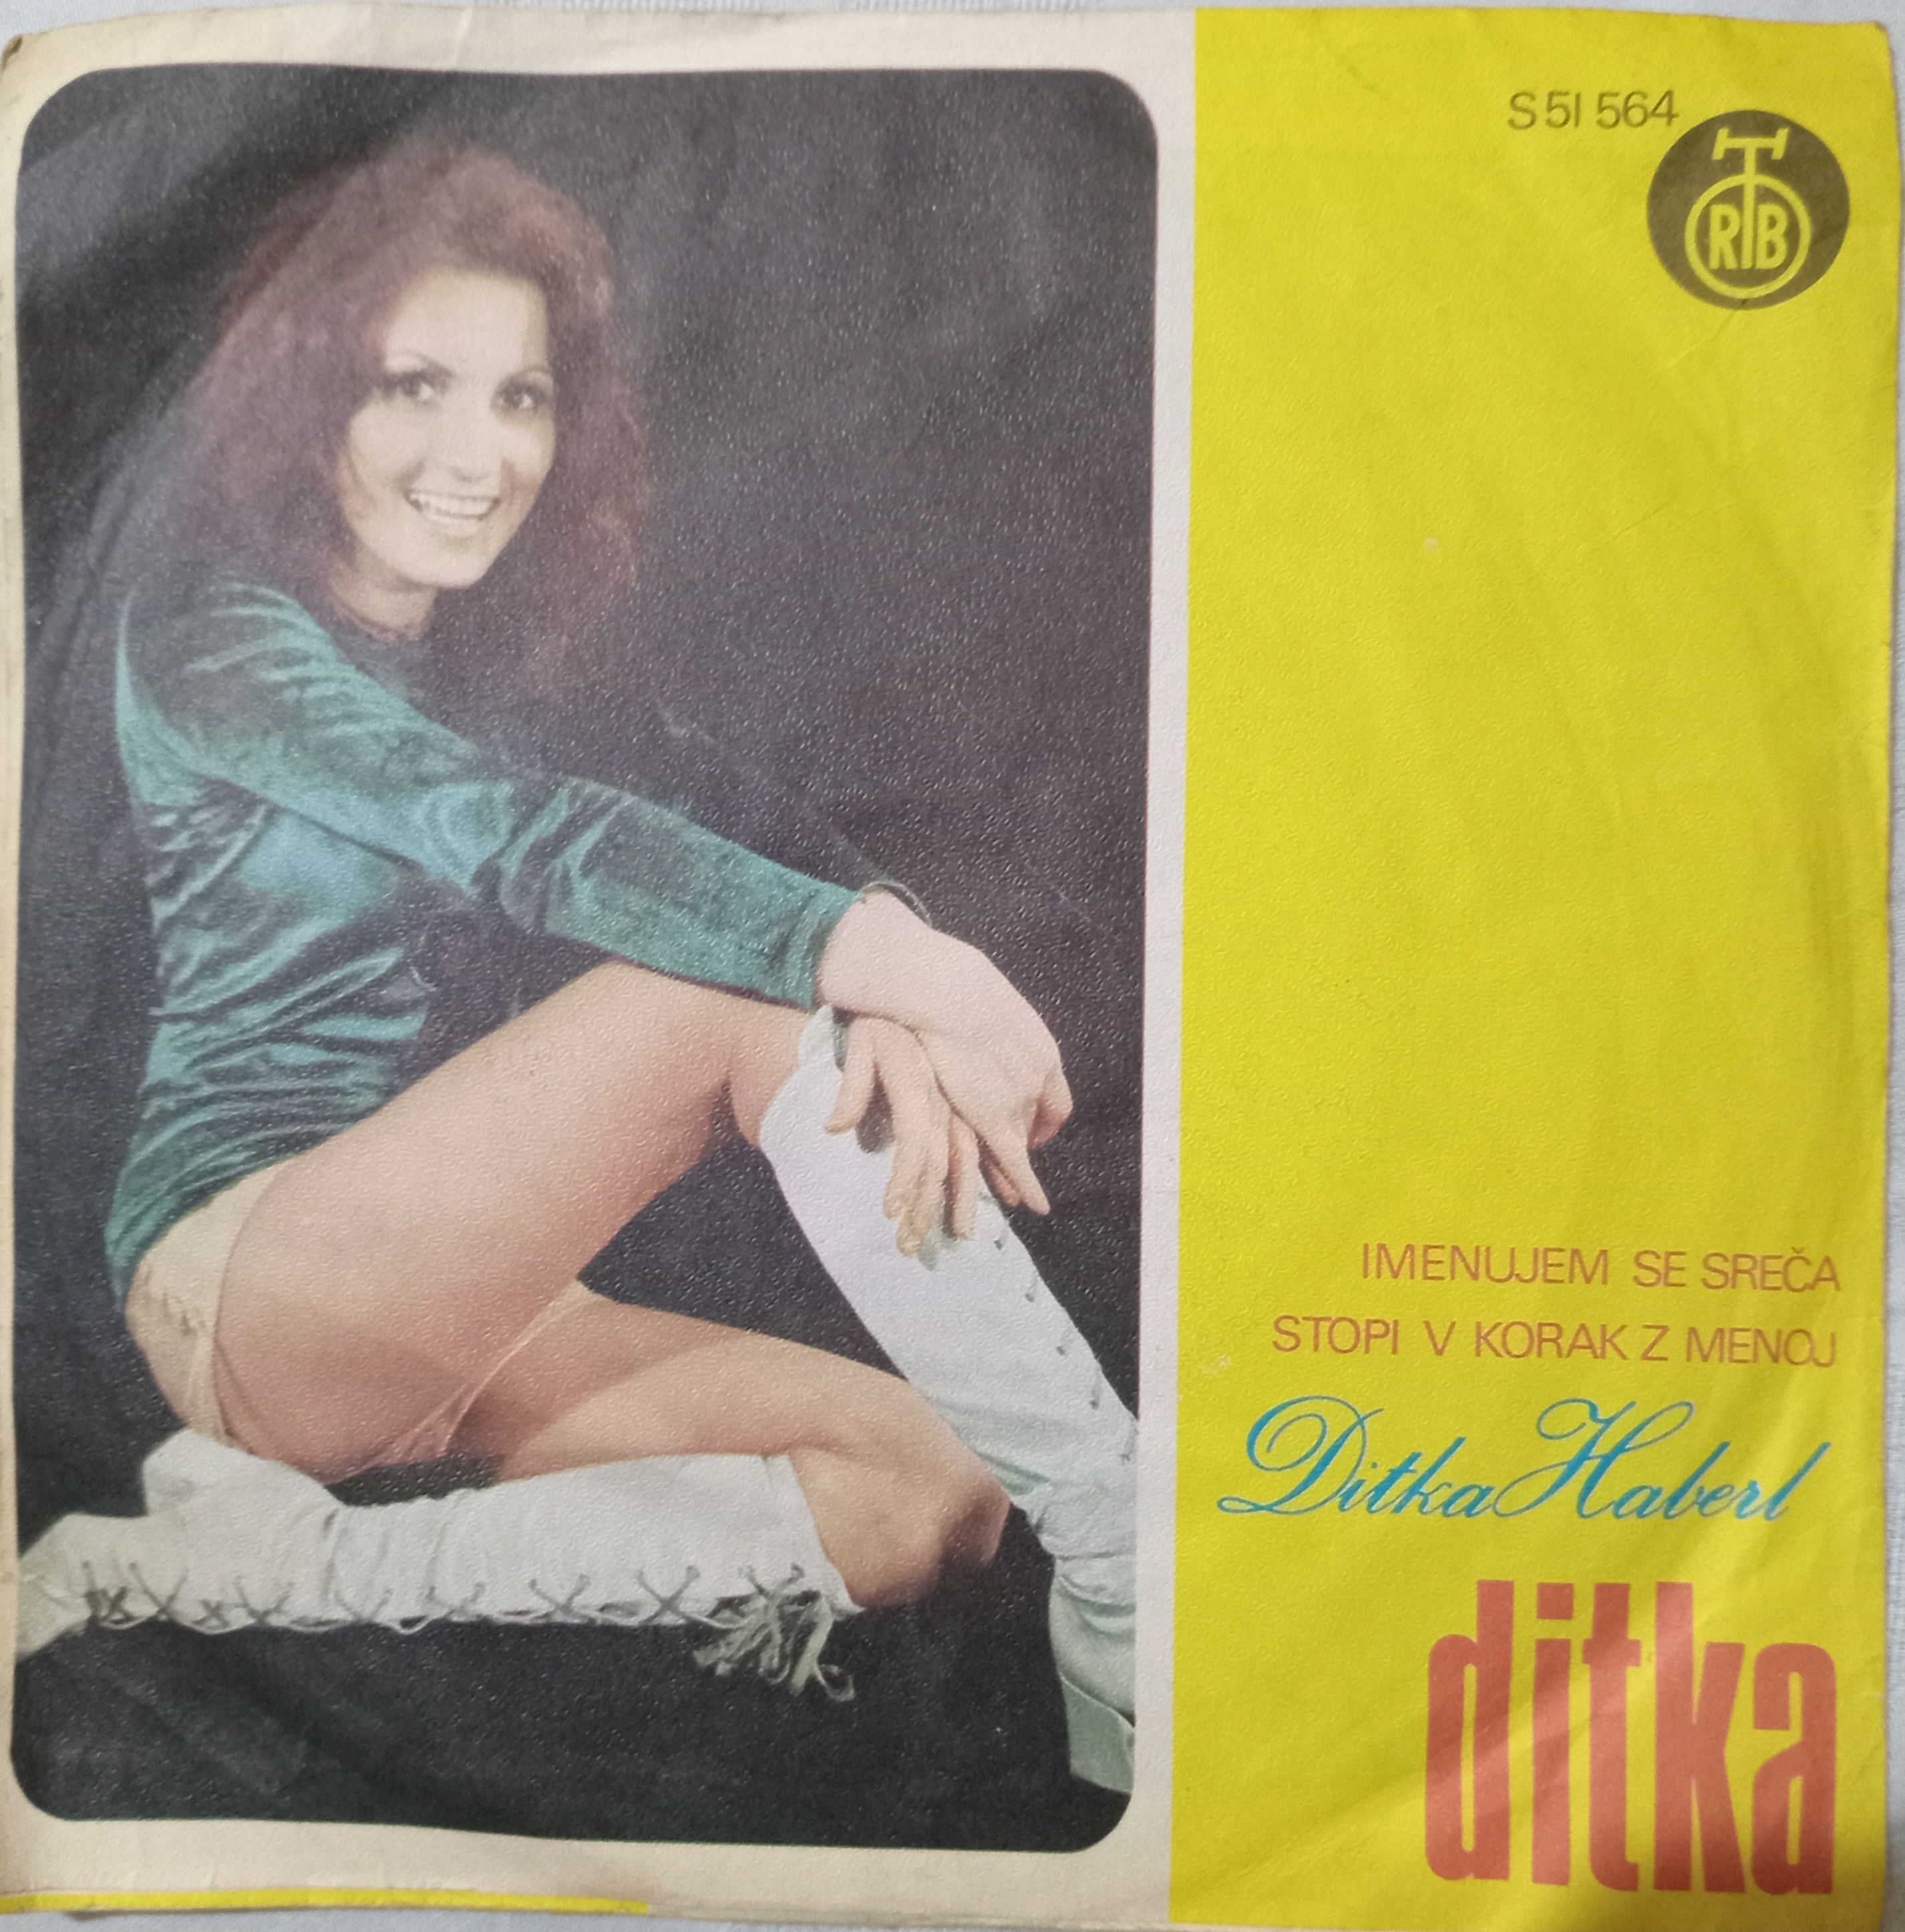 S 51 564
RTB
IMENUJEM SE SREČA
STOPI V KORAK Z MENOJ
Ditka Haberl
ditka